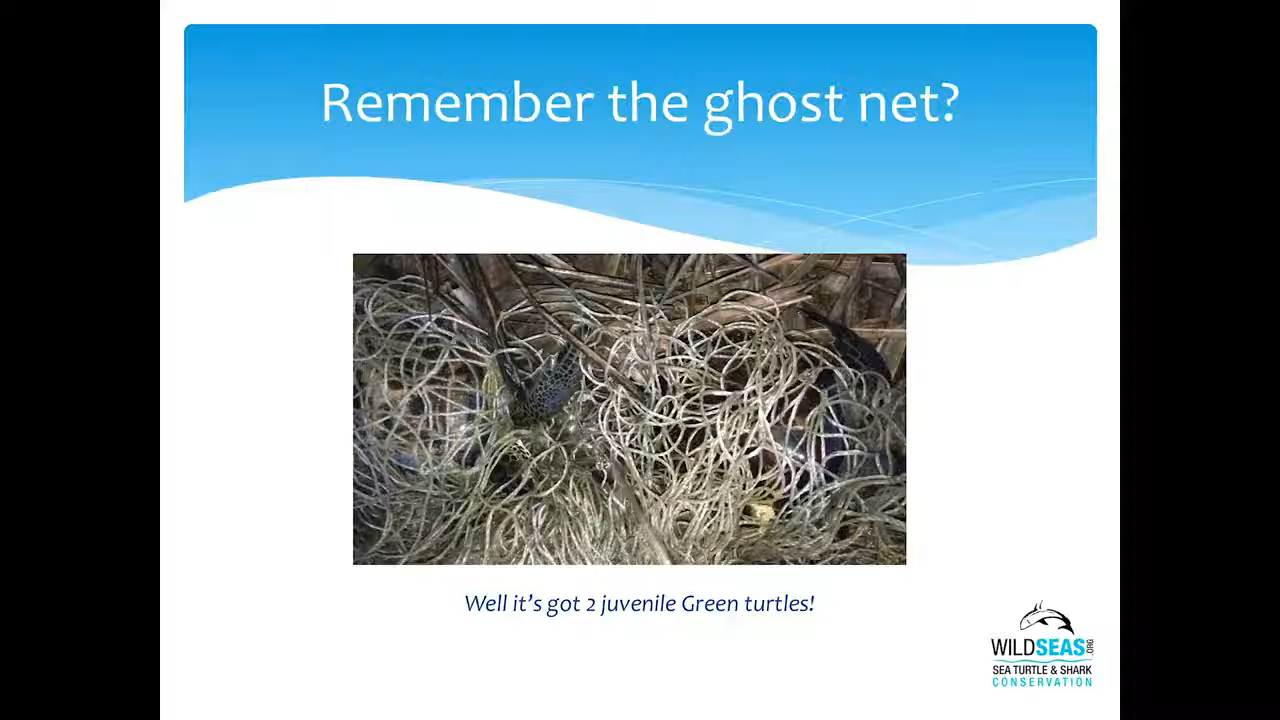 Remember the ghost net?
Well it's got 2 juvenile Green turtles!
WILDSEAS.ORG
SEA TURTLE & SHARK
CONSERVATION